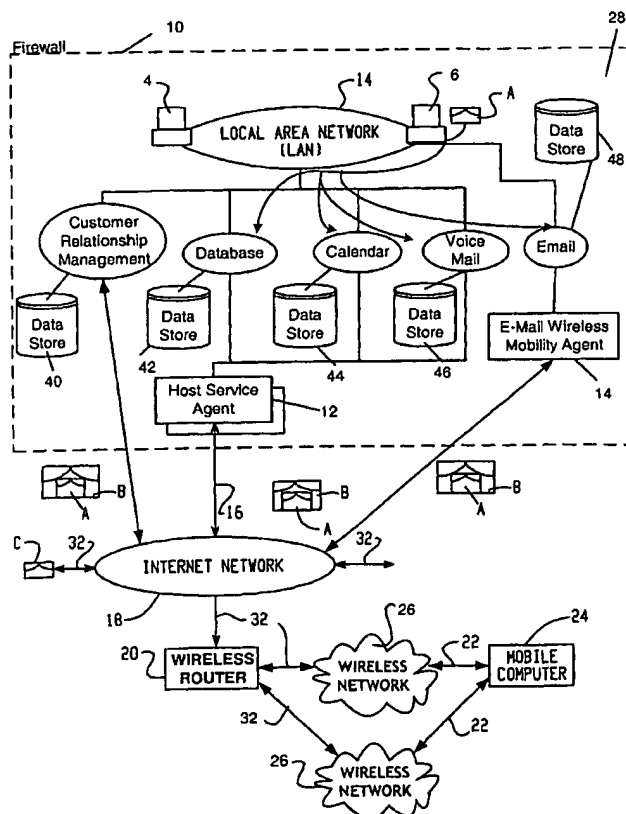 10
28
Firewall
4
14
6
A
LOCAL AREA NETWORK
(LAN)
Data
Store
48
Customer
Relationship
Management
Database
Calendar
Voice
Mail
Email
Data
Store
40
Data
Store
42
Data
Store
44
Data
Store
46
E-Mail Wireless
Mobility Agent
14
Host Service
Agent
12
B
A
16
B
A
B
A
C
32
INTERNET NETWORK
32
18
32
20
WIRELESS
ROUTER
26
WIRELESS
NETWORK
22
24
MOBILE
COMPUTER
32
22
26
WIRELESS
NETWORK